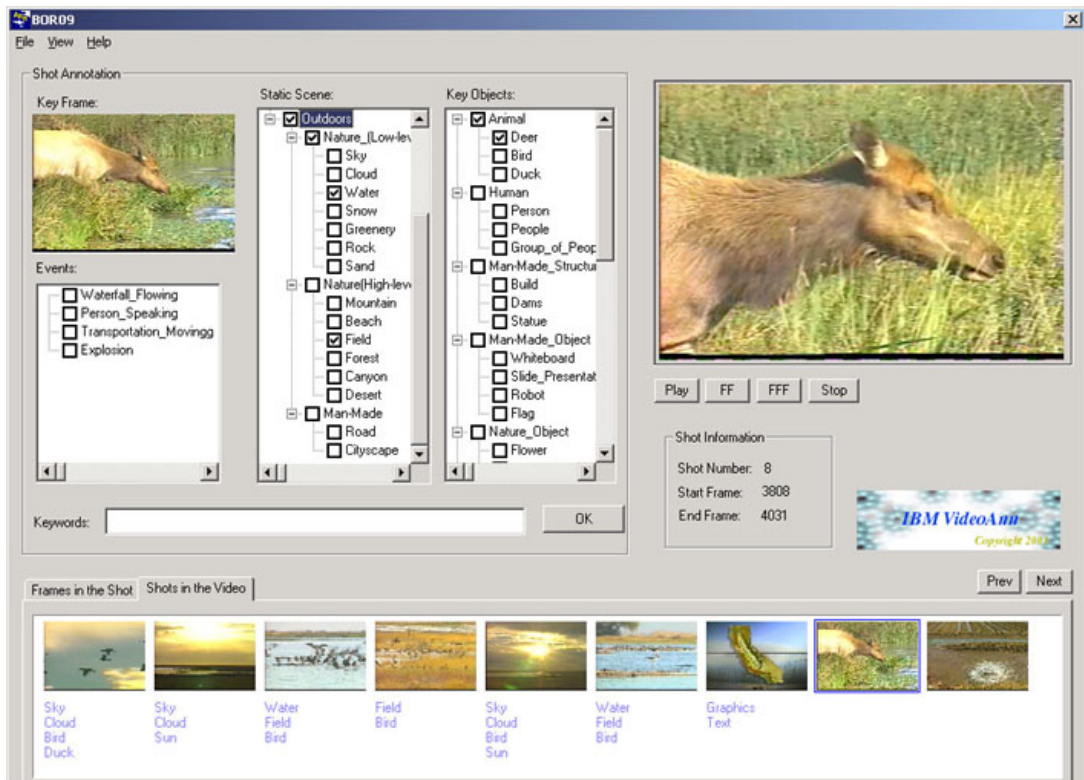 BOR09
File View Help
Shot Annotation
Key Frame:
Events:
Waterfall_Flowing
Person_Speaking
Transportation_Movingg
Explosion
Static Scene:
Outdoors
Nature_(Low-lev
Sky
Cloud
Water
Snow
Greenery
Rock
Sand
Nature(High-leve
Mountain
Beach
Field
Forest
Canyon
Desert
Man-Made
Road
Cityscape
Key Objects:
Animal
Deer
Bird
Duck
Human
Person
People
Group_of_Peop
Man-Made_Structur
Build
Dams
Statue
Man-Made_Object
Whiteboard
Slide_Presentat
Robot
Flag
Nature_Object
Flower
Keywords:
OK
Play FF FFF Stop
Shot Information
Shot Number: 8
Start Frame: 3808
End Frame: 4031
IBM VideoAnn
Copyright
Prev Next
Frames in the Shot Shots in the Video
Sky
Cloud
Bird
Duck
Sky
Cloud
Sun
Water
Field
Bird
Field
Bird
Sky
Cloud
Bird
Sun
Water
Field
Bird
Graphics
Text